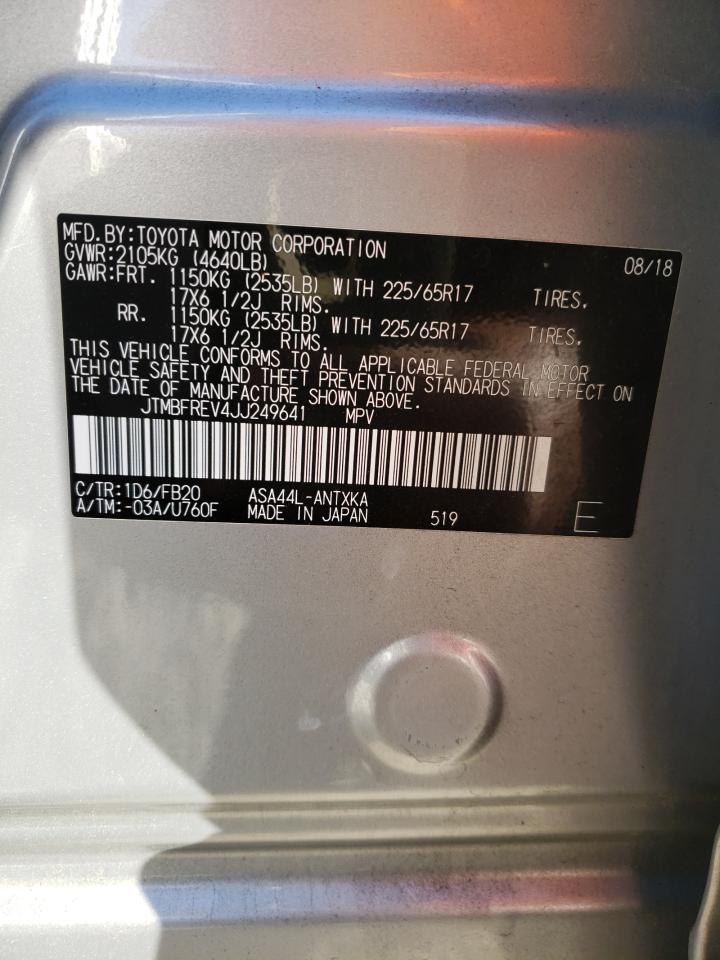 MFD.BY:TOYOTA MOTOR CORPORATION 08/18
GVWR:2105KG (4640LB)
GAWR:FRT. 1150KG (2535LB) WITH 225/65R17 TIRES.
17X6 1/2J RIMS.
RR. 1150KG (2535LB) WITH 225/65R17 TIRES.
17X6 1/2J RIMS.
THIS VEHICLE CONFORMS TO ALL APPLICABLE FEDERAL MOTOR
VEHICLE SAFETY AND THEFT PREVENTION STANDARDS IN EFFECT ON
THE DATE OF MANUFACTURE SHOWN ABOVE.
JTMBFREV4JJ249641 MPV
C/TR:1D6/FB20 ASA44L-ANTXKA
A/TM:-03A/U760F MADE IN JAPAN 519 E